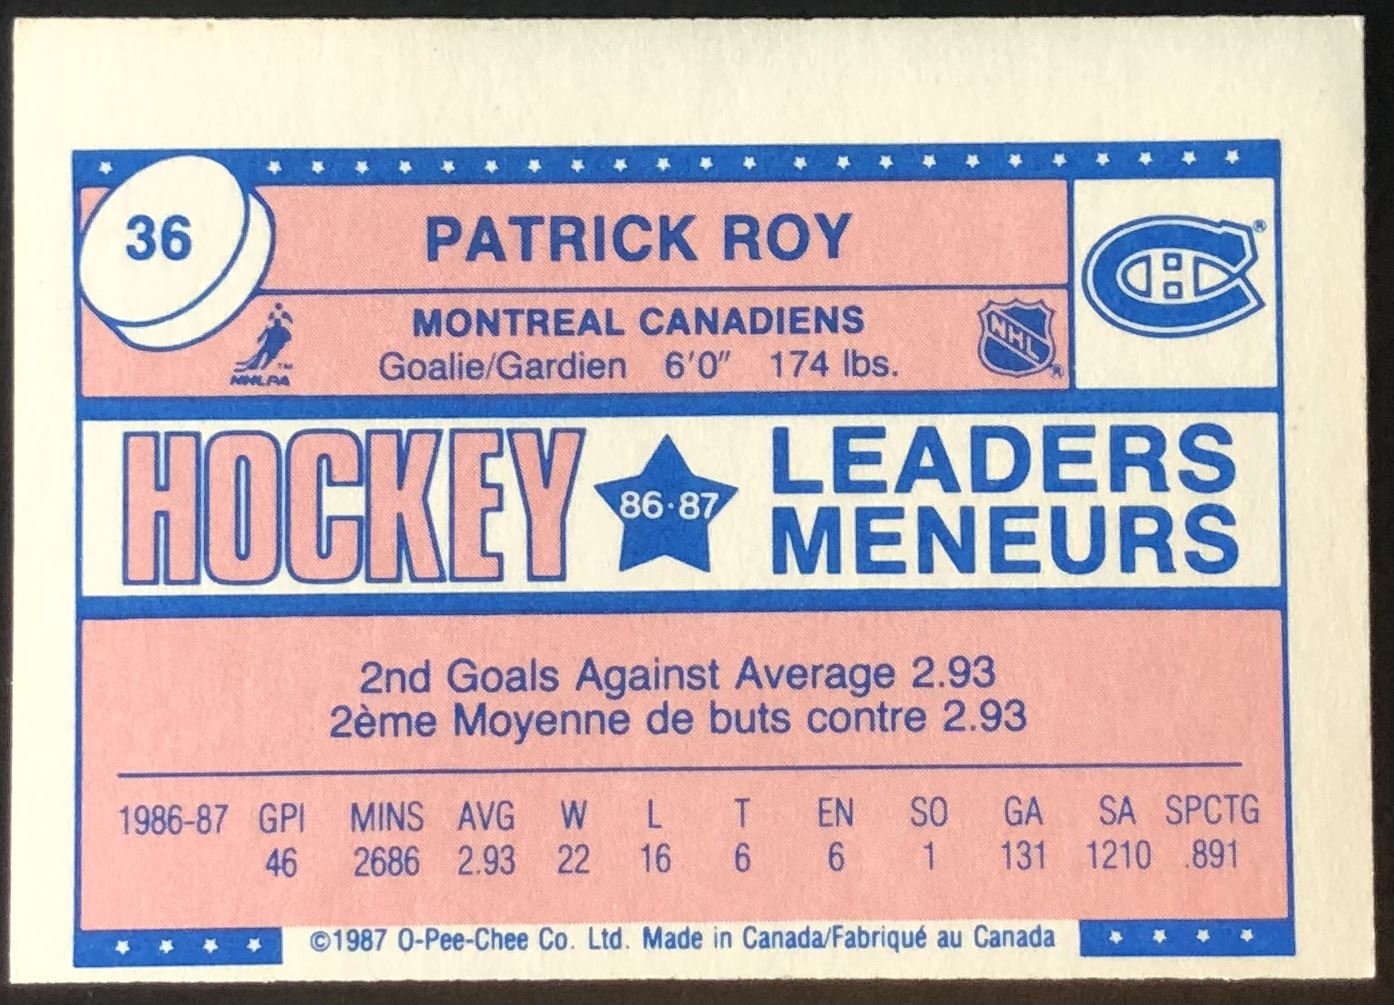 36
PATRICK ROY
MONTREAL CANADIENS
Goalie/Gardien 6'0" 174 lbs.
NHLPA™
NHL®
CH®
HOCKEY 86·87 LEADERS
MENEURS
2nd Goals Against Average 2.93
2ème Moyenne de buts contre 2.93
1986-87 GPI MINS AVG W L T EN SO GA SA SPCTG
46 2686 2.93 22 16 6 6 1 131 1210 .891
©1987 O-Pee-Chee Co. Ltd. Made in Canada/Fabriqué au Canada